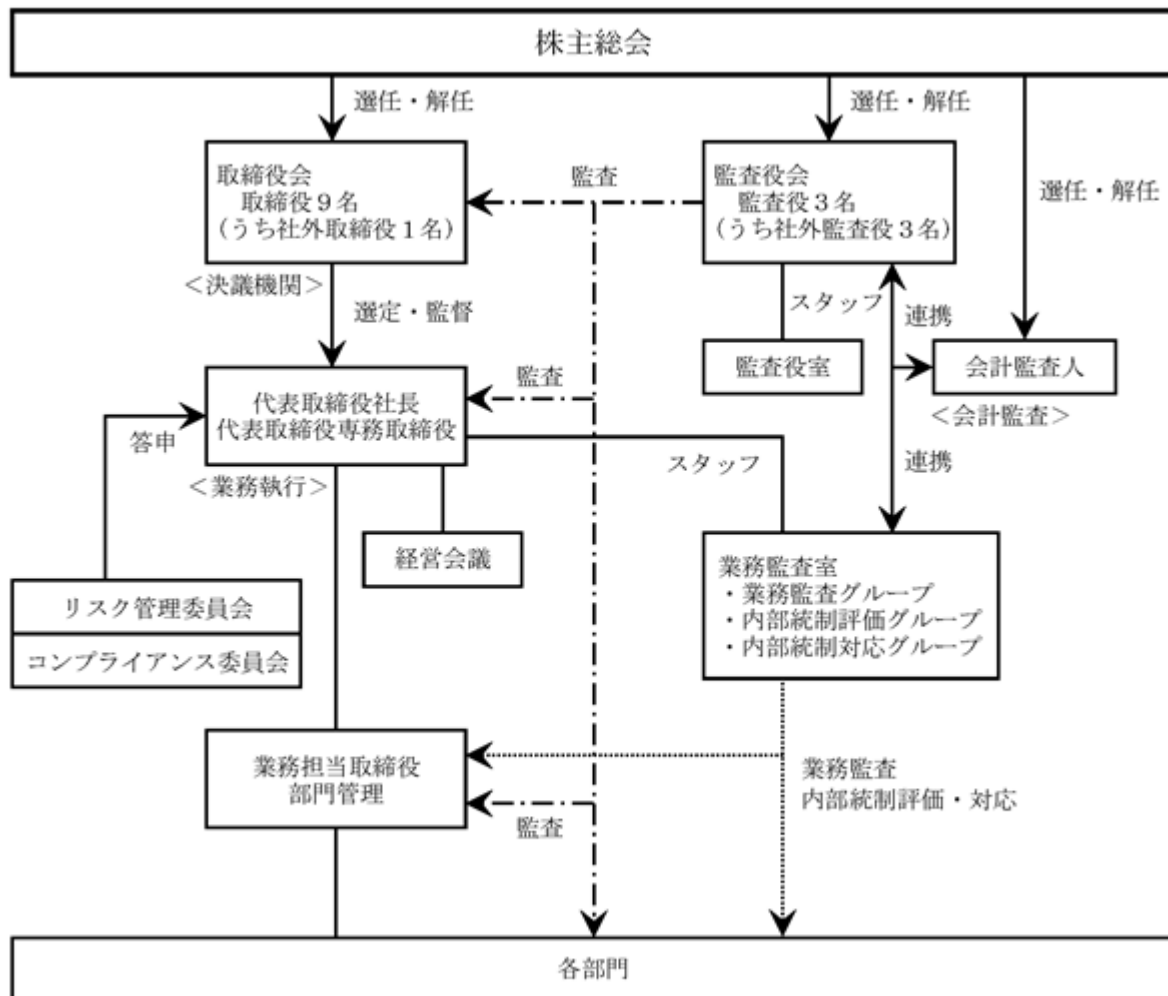 株主総会
選任・解任
選任・解任
選任・解任
取締役会
取締役9名
(うち社外取締役1名)
監査
監査役会
監査役3名
(うち社外監査役3名)
<決議機関>
選定・監督
スタッフ
連携
監査役室
会計監査人
<会計監査>
監査
代表取締役社長
代表取締役専務取締役
答申
<業務執行>
スタッフ
連携
経営会議
業務監査室
・業務監査グループ
・内部統制評価グループ
・内部統制対応グループ
リスク管理委員会
コンプライアンス委員会
業務担当取締役
部門管理
業務監査
内部統制評価・対応
監査
各部門